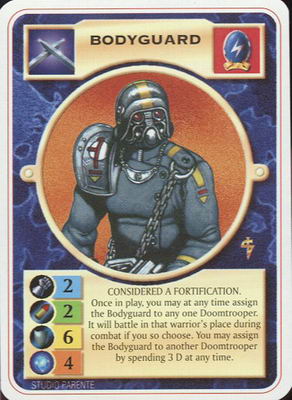 BODYGUARD
2
2
6
4
CONSIDERED A FORTIFICATION.
Once in play, you may at any time assign
the Bodyguard to any one Doomtrooper.
It will battle in that warrior's place during
combat if you so choose. You may assign
the Bodyguard to another Doomtrooper
by spending 3 D at any time.
STUDIO PARENTE